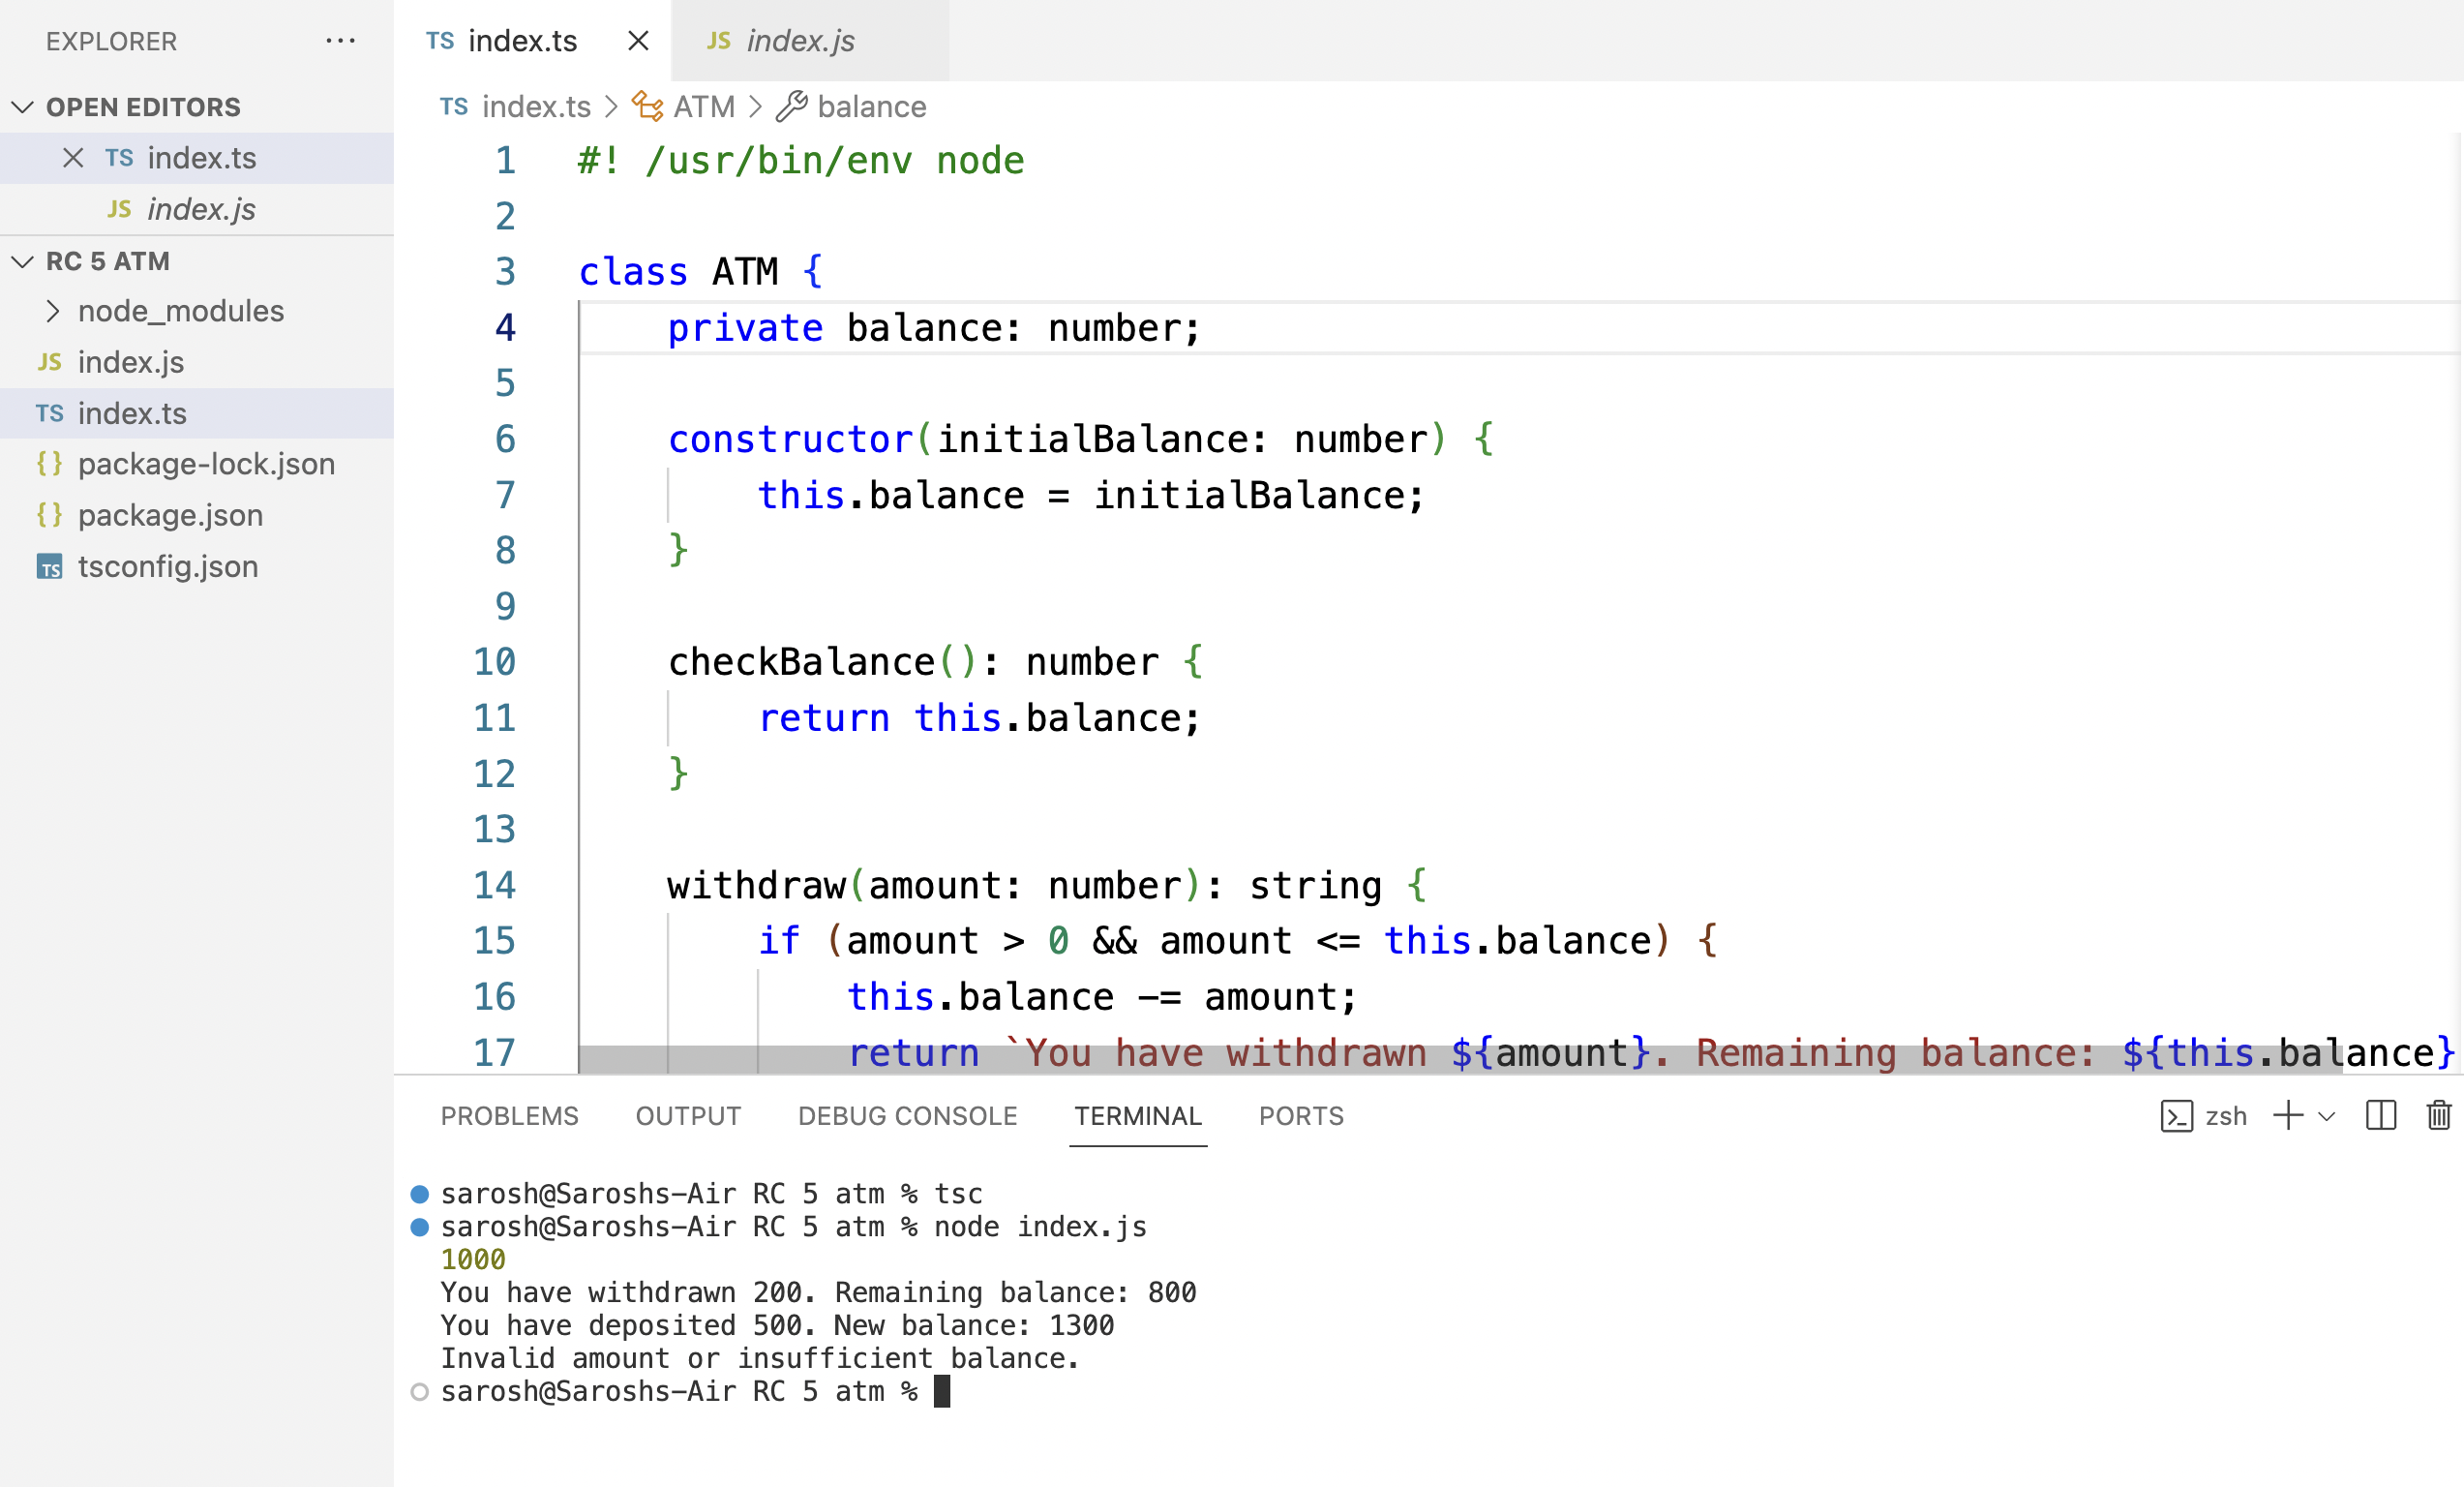 EXPLORER ···
OPEN EDITORS
TS index.ts
JS index.js
RC 5 ATM
node_modules
JS index.js
TS index.ts
{} package-lock.json
{} package.json
TS tsconfig.json
TS index.ts
JS index.js
TS index.ts > ATM > balance
1 #! /usr/bin/env node
2
3 class ATM {
4 private balance: number;
5
6 constructor(initialBalance: number) {
7 this.balance = initialBalance;
8 }
9
10 checkBalance(): number {
11 return this.balance;
12 }
13
14 withdraw(amount: number): string {
15 if (amount > 0 && amount <= this.balance) {
16 this.balance -= amount;
17 return `You have withdrawn ${amount}. Remaining balance: ${this.balance}
PROBLEMS OUTPUT DEBUG CONSOLE TERMINAL PORTS zsh
sarosh@Saroshs-Air RC 5 atm % tsc
sarosh@Saroshs-Air RC 5 atm % node index.js
1000
You have withdrawn 200. Remaining balance: 800
You have deposited 500. New balance: 1300
Invalid amount or insufficient balance.
sarosh@Saroshs-Air RC 5 atm %